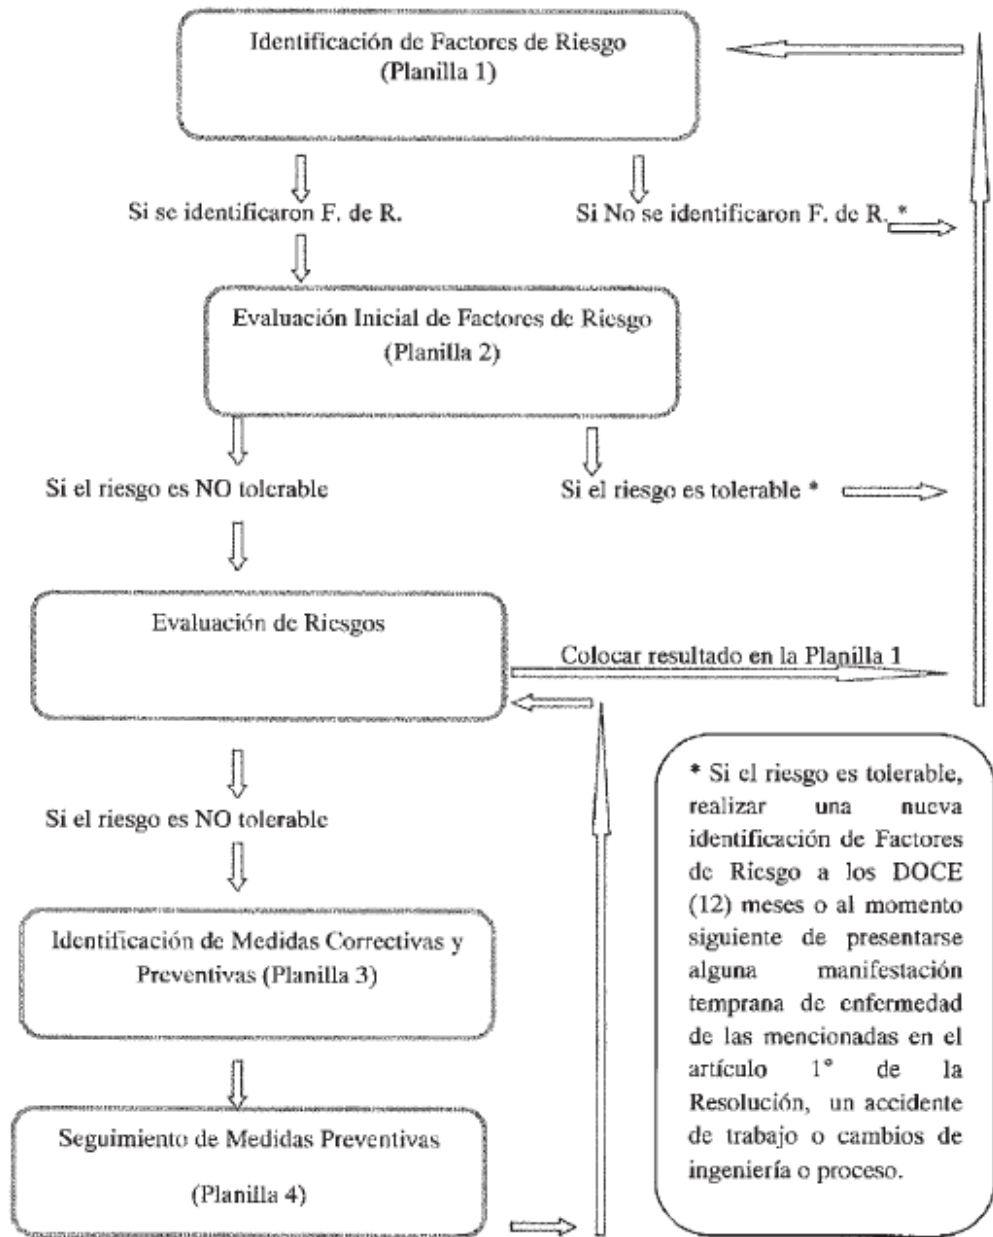 Identificación de Factores de Riesgo
(Planilla 1)
Si se identificaron F. de R.
Si No se identificaron F. de R. *
Evaluación Inicial de Factores de Riesgo
(Planilla 2)
Si el riesgo es NO tolerable
Si el riesgo es tolerable *
Evaluación de Riesgos
Colocar resultado en la Planilla 1
Si el riesgo es NO tolerable
Identificación de Medidas Correctivas y
Preventivas (Planilla 3)
Seguimiento de Medidas Preventivas
(Planilla 4)
* Si el riesgo es tolerable,
realizar una nueva
identificación de Factores
de Riesgo a los DOCE
(12) meses o al momento
siguiente de presentarse
alguna manifestación
temprana de enfermedad
de las mencionadas en el
artículo 1° de la
Resolución, un accidente
de trabajo o cambios de
ingeniería o proceso.